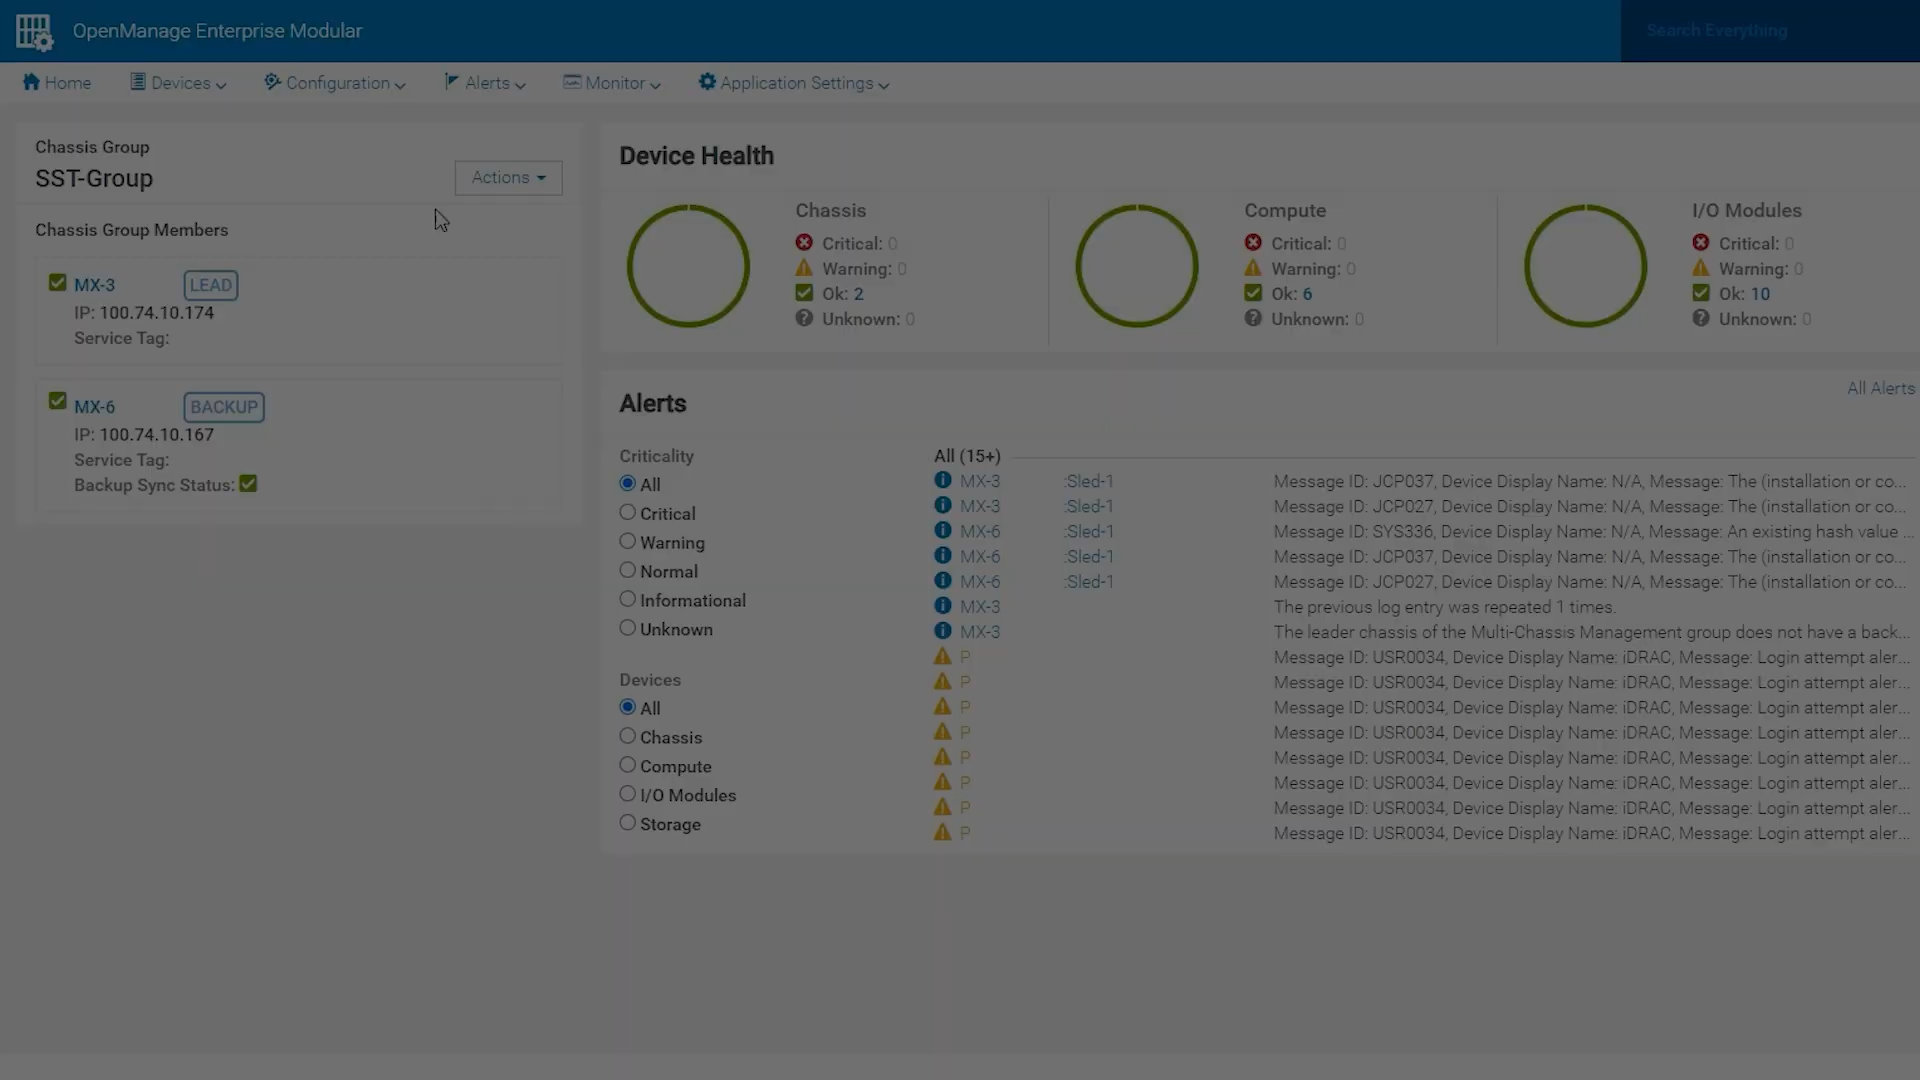 OpenManage Enterprise Modular
Search Everything
Home
Devices
Configuration
Alerts
Monitor
Application Settings
Chassis Group
SST-Group
Actions
Chassis Group Members
MX-3 LEAD
IP: 100.74.10.174
Service Tag:
MX-6 BACKUP
IP: 100.74.10.167
Service Tag:
Backup Sync Status:
Device Health
Chassis
Critical: 0
Warning: 0
Ok: 2
Unknown: 0
Compute
Critical: 0
Warning: 0
Ok: 6
Unknown: 0
I/O Modules
Critical: 0
Warning: 0
Ok: 10
Unknown: 0
Alerts
All Alerts
Criticality
All
Critical
Warning
Normal
Informational
Unknown
Devices
All
Chassis
Compute
I/O Modules
Storage
All (15+)
MX-3 :Sled-1 Message ID: JCP037, Device Display Name: N/A, Message: The (installation or co...
MX-3 :Sled-1 Message ID: JCP027, Device Display Name: N/A, Message: The (installation or co...
MX-6 :Sled-1 Message ID: SYS336, Device Display Name: N/A, Message: An existing hash value ...
MX-6 :Sled-1 Message ID: JCP037, Device Display Name: N/A, Message: The (installation or co...
MX-6 :Sled-1 Message ID: JCP027, Device Display Name: N/A, Message: The (installation or co...
MX-3 The previous log entry was repeated 1 times.
MX-3 The leader chassis of the Multi-Chassis Management group does not have a back...
P Message ID: USR0034, Device Display Name: iDRAC, Message: Login attempt aler...
P Message ID: USR0034, Device Display Name: iDRAC, Message: Login attempt aler...
P Message ID: USR0034, Device Display Name: iDRAC, Message: Login attempt aler...
P Message ID: USR0034, Device Display Name: iDRAC, Message: Login attempt aler...
P Message ID: USR0034, Device Display Name: iDRAC, Message: Login attempt aler...
P Message ID: USR0034, Device Display Name: iDRAC, Message: Login attempt aler...
P Message ID: USR0034, Device Display Name: iDRAC, Message: Login attempt aler...
P Message ID: USR0034, Device Display Name: iDRAC, Message: Login attempt aler...